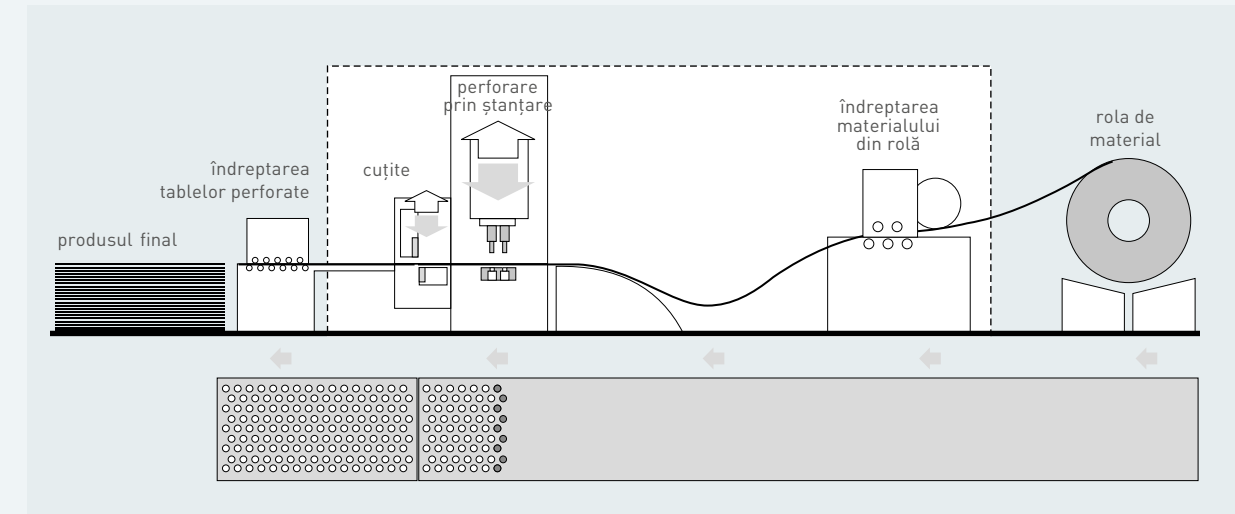 perforare
prin ștanțare
îndreptarea
materialului
din rolă
rola de
material
îndreptarea
tablelor perforate
cuțite
produsul final